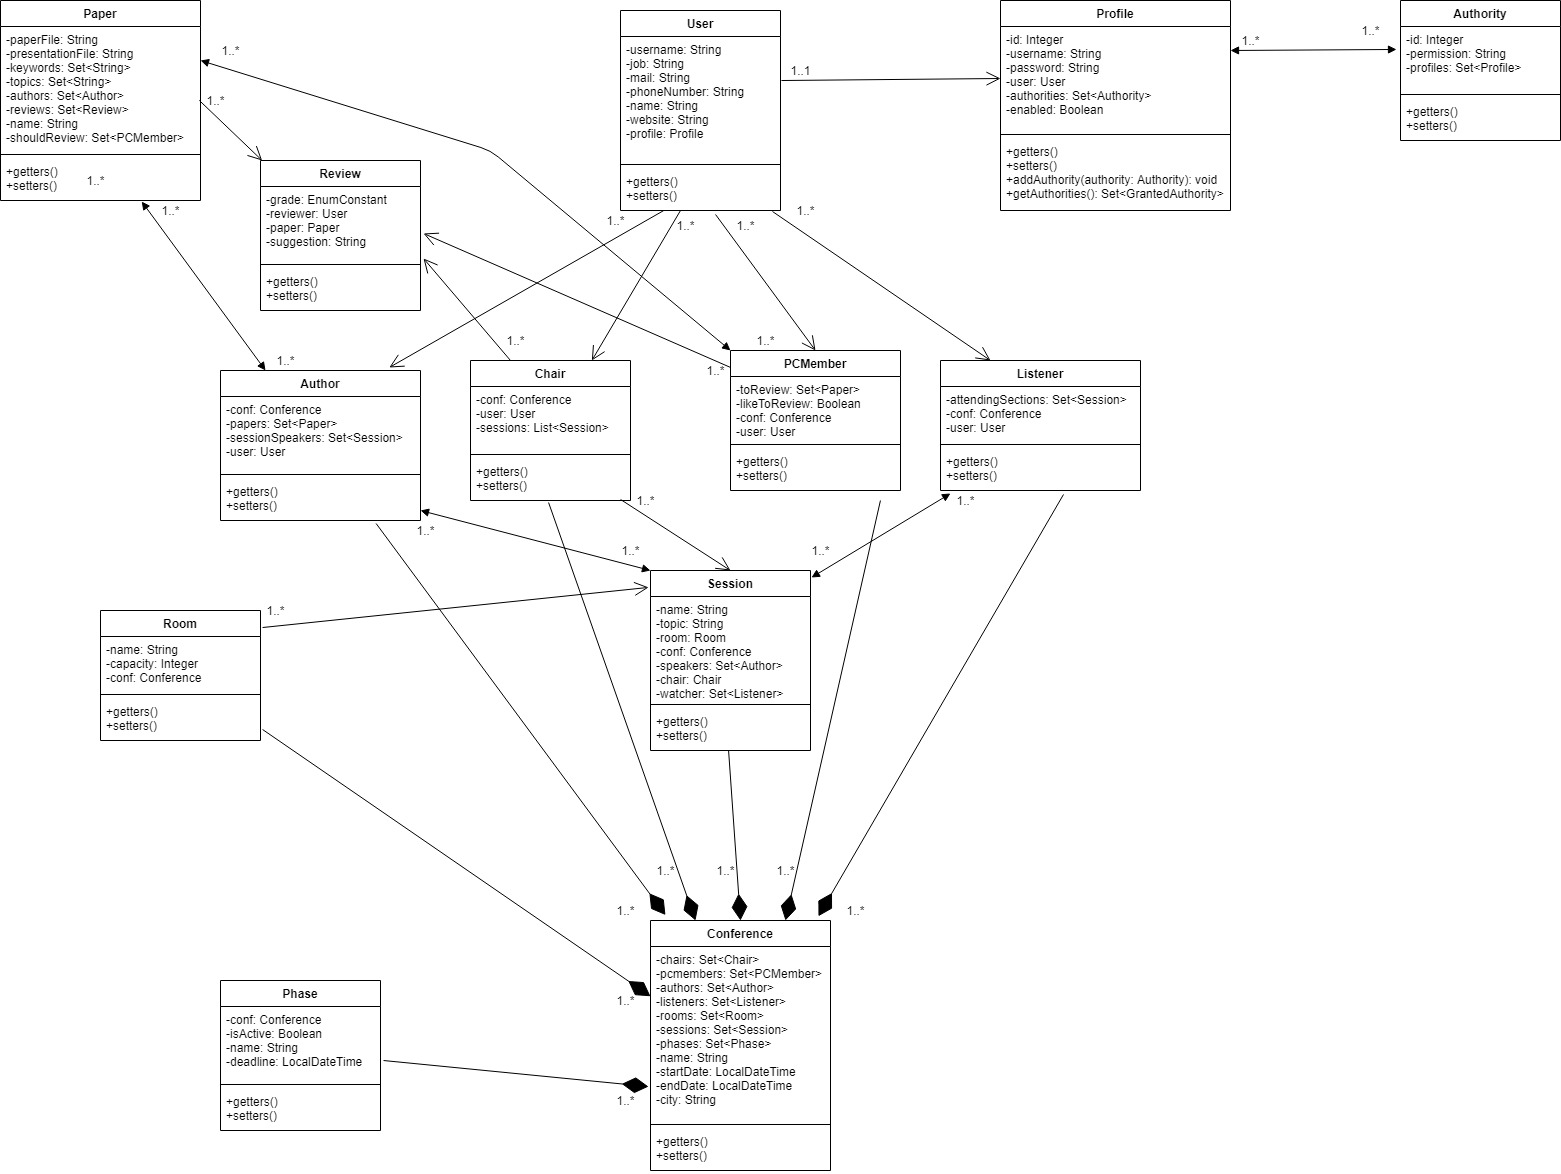 Paper
-paperFile: String
-presentationFile: String
-keywords: Set<String>
-topics: Set<String>
-authors: Set<Author>
-reviews: Set<Review>
-name: String
-shouldReview: Set<PCMember>
+getters()
+setters()
1..*
1..*
1..*
1..*
User
-username: String
-job: String
-mail: String
-phoneNumber: String
-name: String
-website: String
-profile: Profile
+getters()
+setters()
1..1
1..*
1..*
1..*
1..*
Profile
-id: Integer
-username: String
-password: String
-user: User
-authorities: Set<Authority>
-enabled: Boolean
+getters()
+setters()
+addAuthority(authority: Authority): void
+getAuthorities(): Set<GrantedAuthority>
1..*
1..*
Authority
-id: Integer
-permission: String
-profiles: Set<Profile>
+getters()
+setters()
Review
-grade: EnumConstant
-reviewer: User
-paper: Paper
-suggestion: String
+getters()
+setters()
1..*
Author
-conf: Conference
-papers: Set<Paper>
-sessionSpeakers: Set<Session>
-user: User
+getters()
+setters()
1..*
1..*
Chair
-conf: Conference
-user: User
-sessions: List<Session>
+getters()
+setters()
1..*
1..*
1..*
PCMember
-toReview: Set<Paper>
-likeToReview: Boolean
-conf: Conference
-user: User
+getters()
+setters()
Listener
-attendingSections: Set<Session>
-conf: Conference
-user: User
+getters()
+setters()
1..*
1..*
1..*
Session
-name: String
-topic: String
-room: Room
-conf: Conference
-speakers: Set<Author>
-chair: Chair
-watcher: Set<Listener>
+getters()
+setters()
Room
-name: String
-capacity: Integer
-conf: Conference
+getters()
+setters()
1..*
1..*
1..*
1..*
1..*
1..*
Conference
-chairs: Set<Chair>
-pcmembers: Set<PCMember>
-authors: Set<Author>
-listeners: Set<Listener>
-rooms: Set<Room>
-sessions: Set<Session>
-phases: Set<Phase>
-name: String
-startDate: LocalDateTime
-endDate: LocalDateTime
-city: String
+getters()
+setters()
1..*
1..*
Phase
-conf: Conference
-isActive: Boolean
-name: String
-deadline: LocalDateTime
+getters()
+setters()